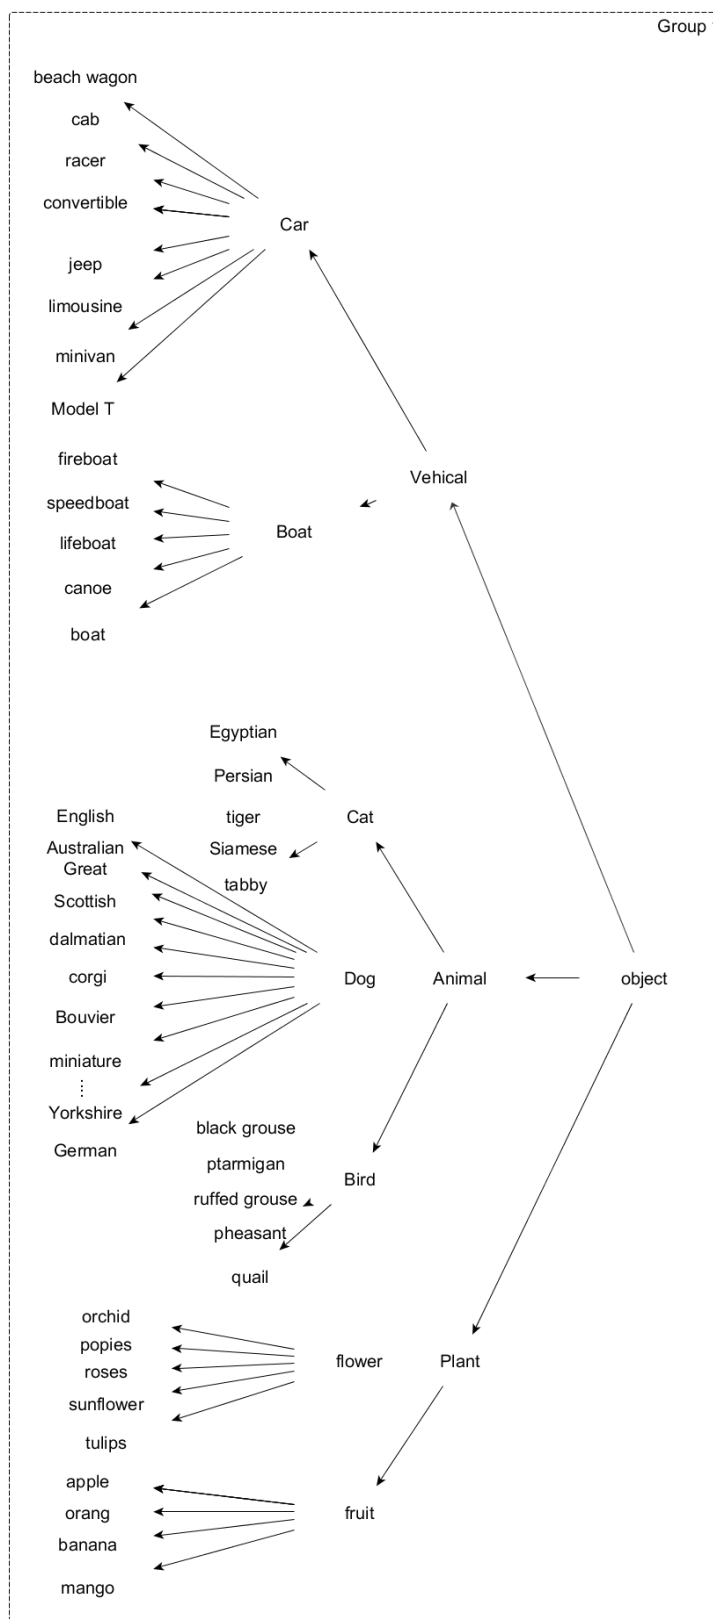 Group
beach wagon
cab
racer
convertible
Car
jeep
limousine
minivan
Model T
fireboat
Vehical
speedboat
Boat
lifeboat
canoe
boat
Egyptian
Persian
English
tiger
Cat
Australian
Siamese
Great
tabby
Scottish
dalmatian
corgi
Dog
Animal
object
Bouvier
miniature
Yorkshire
black grouse
German
ptarmigan
Bird
ruffed grouse
pheasant
quail
orchid
popies
flower
Plant
roses
sunflower
tulips
apple
orang
fruit
banana
mango